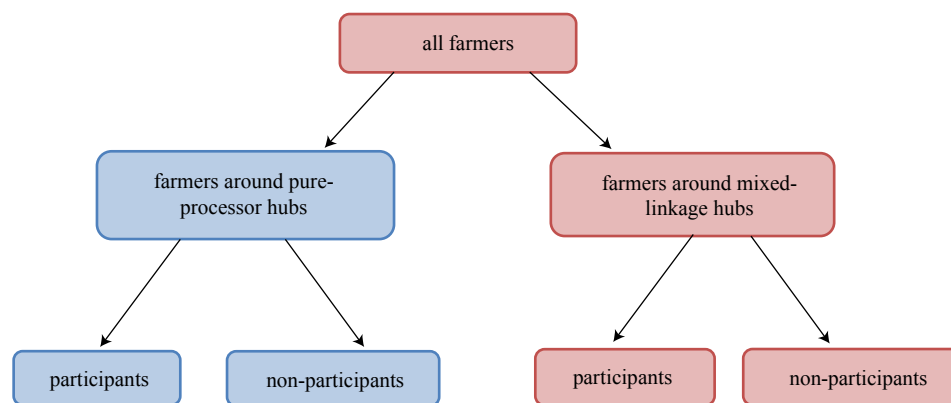 all farmers
farmers around pure-
processor hubs
farmers around mixed-
linkage hubs
participants
non-participants
participants
non-participants